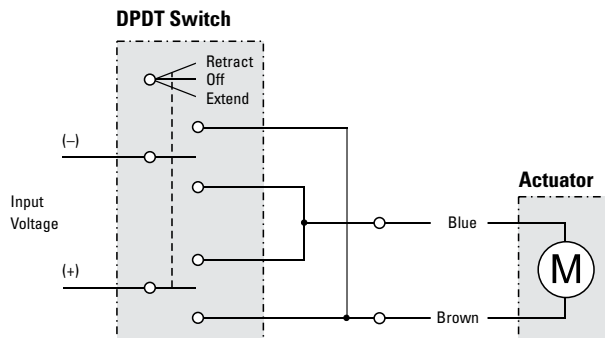 DPDT Switch
Retract
Off
Extend
(–)
Input
Voltage
(+)
Actuator
Blue
M
Brown